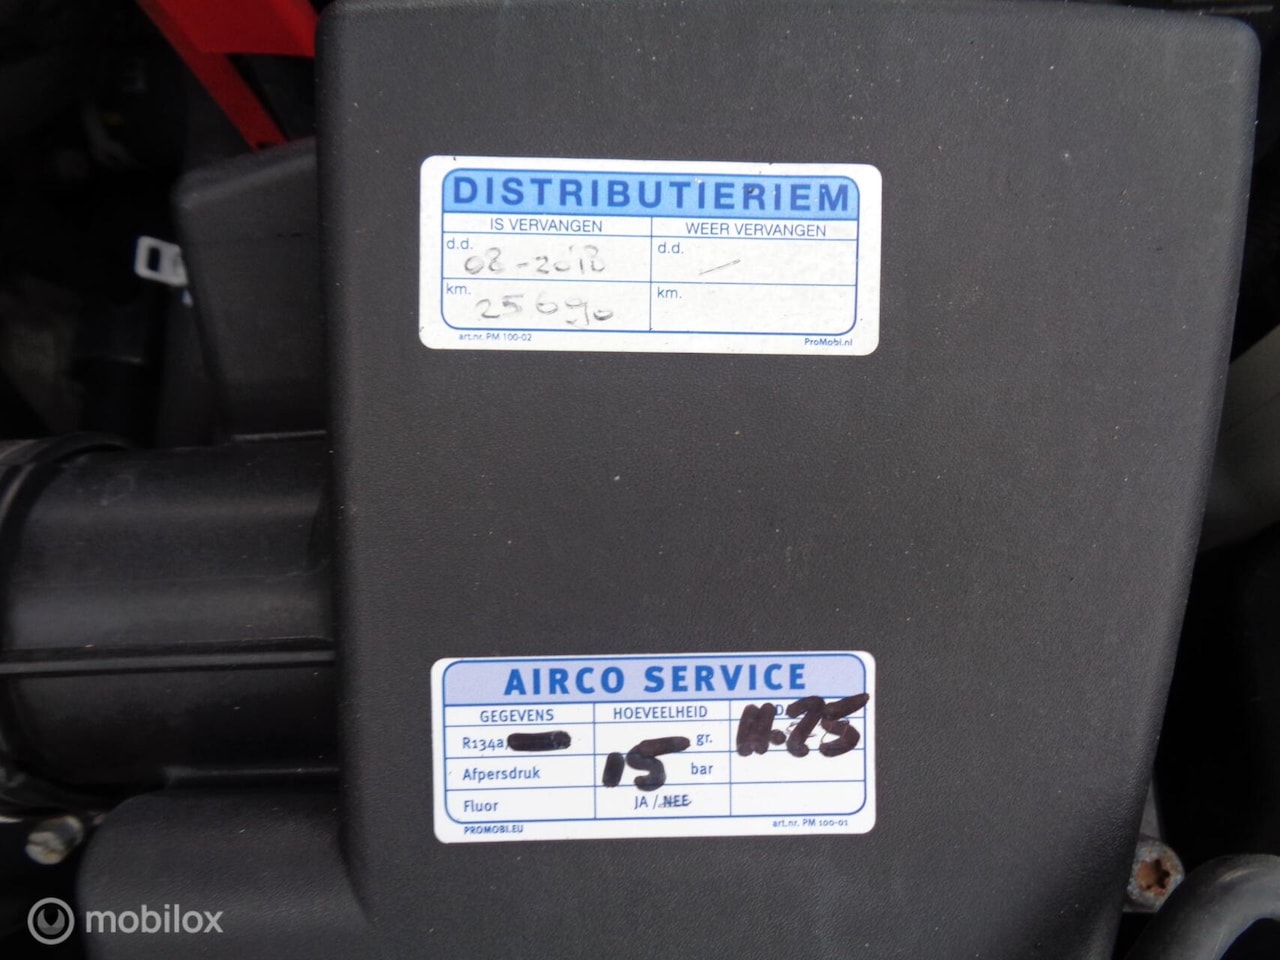 DISTRIBUTIERIEM
IS VERVANGEN WEER VERVANGEN
d.d. 08-2018 d.d. —
km. 25690 km.
art.nr. PM 100-02 ProMobi.nl
AIRCO SERVICE
GEGEVENS HOEVEELHEID
R134a, gr. 11-25
Afpersdruk 15 bar
Fluor JA / NEE
PROMOBI.EU art.nr. PM 100-01
mobilox